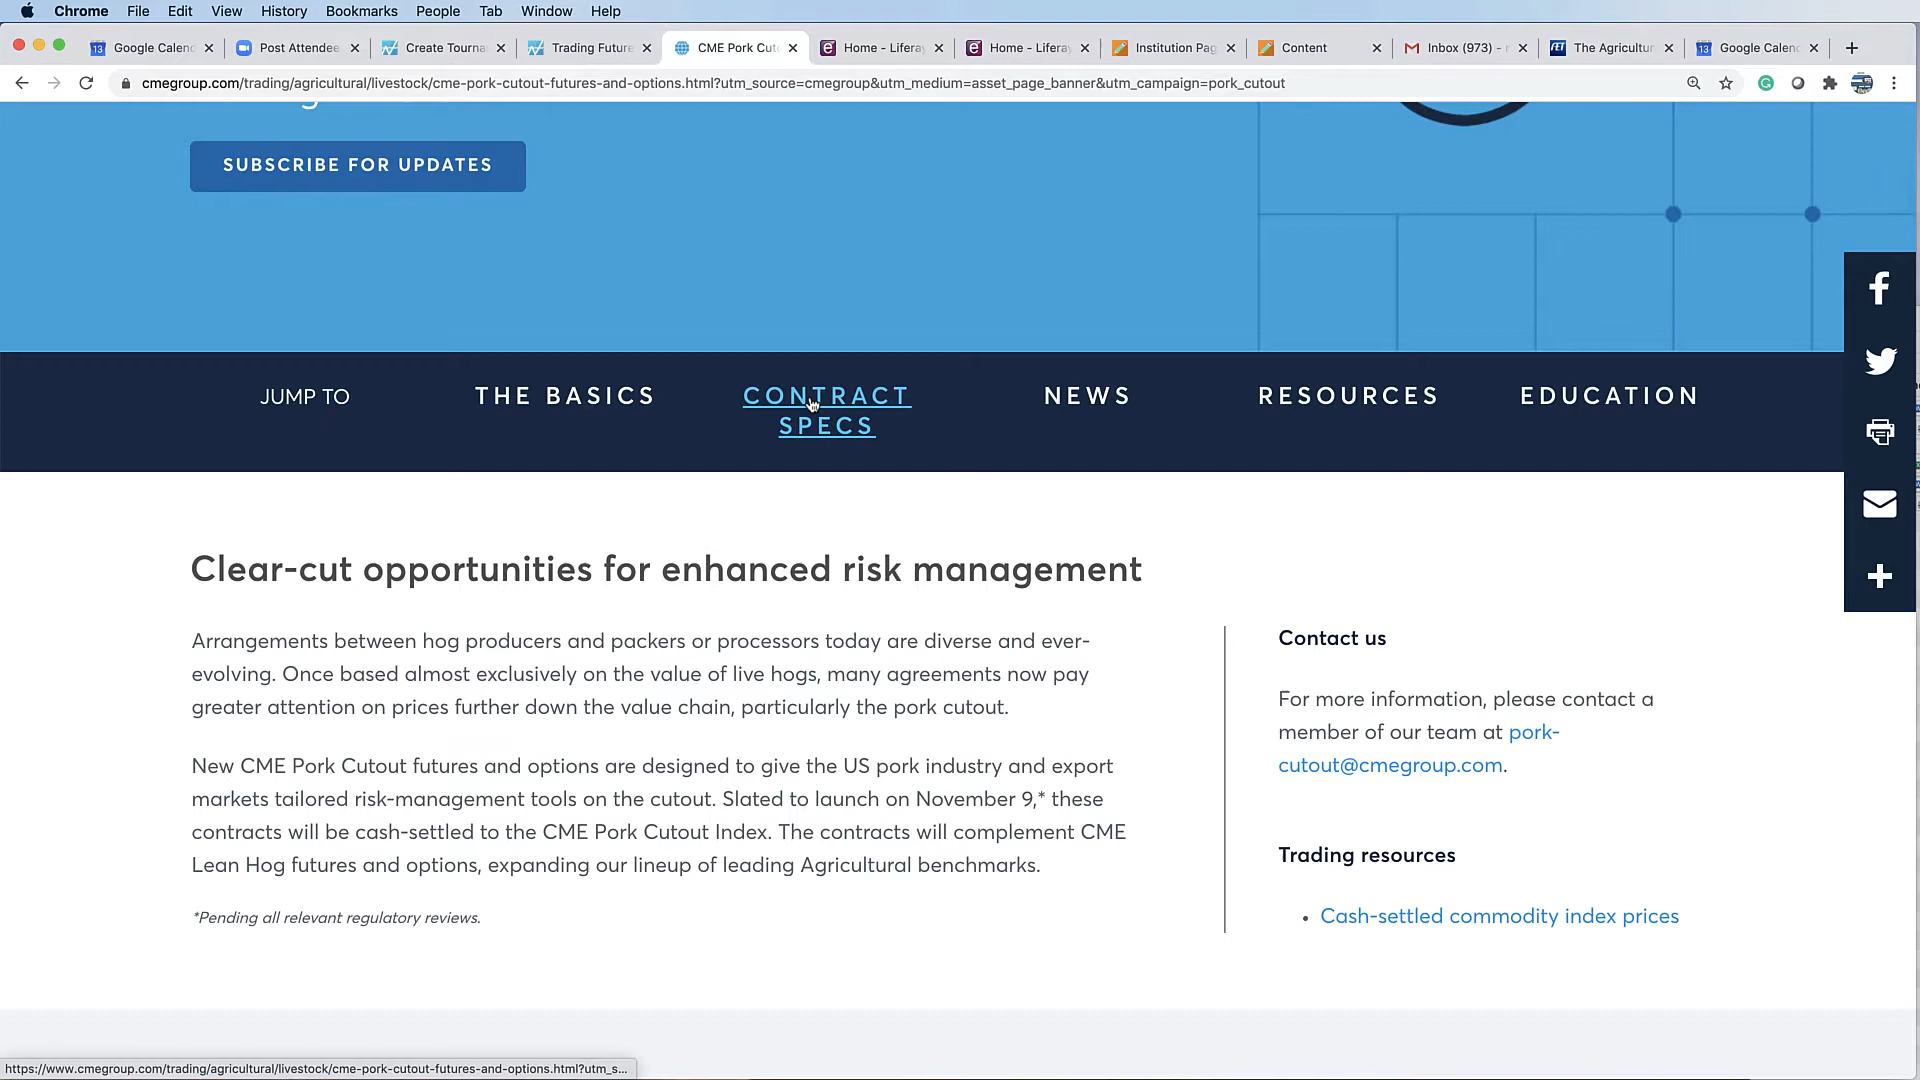 Chrome File Edit View History Bookmarks People Tab Window Help
Google Calen Post Attendee Create Tourna Trading Future CME Pork Cut Home - Liferay Home - Liferay Institution Pag Content Inbox (973) - The Agricultur Google Calen
cmegroup.com/trading/agricultural/livestock/cme-pork-cutout-futures-and-options.html?utm_source=cmegroup&utm_medium=asset_page_banner&utm_campaign=pork_cutout
SUBSCRIBE FOR UPDATES
JUMP TO THE BASICS CONTRACT SPECS NEWS RESOURCES EDUCATION
Clear-cut opportunities for enhanced risk management
Arrangements between hog producers and packers or processors today are diverse and ever-
evolving. Once based almost exclusively on the value of live hogs, many agreements now pay
greater attention on prices further down the value chain, particularly the pork cutout.
New CME Pork Cutout futures and options are designed to give the US pork industry and export
markets tailored risk-management tools on the cutout. Slated to launch on November 9,* these
contracts will be cash-settled to the CME Pork Cutout Index. The contracts will complement CME
Lean Hog futures and options, expanding our lineup of leading Agricultural benchmarks.
*Pending all relevant regulatory reviews.
Contact us
For more information, please contact a
member of our team at pork-
cutout@cmegroup.com.
Trading resources
• Cash-settled commodity index prices
https://www.cmegroup.com/trading/agricultural/livestock/cme-pork-cutout-futures-and-options.html?utm_s...